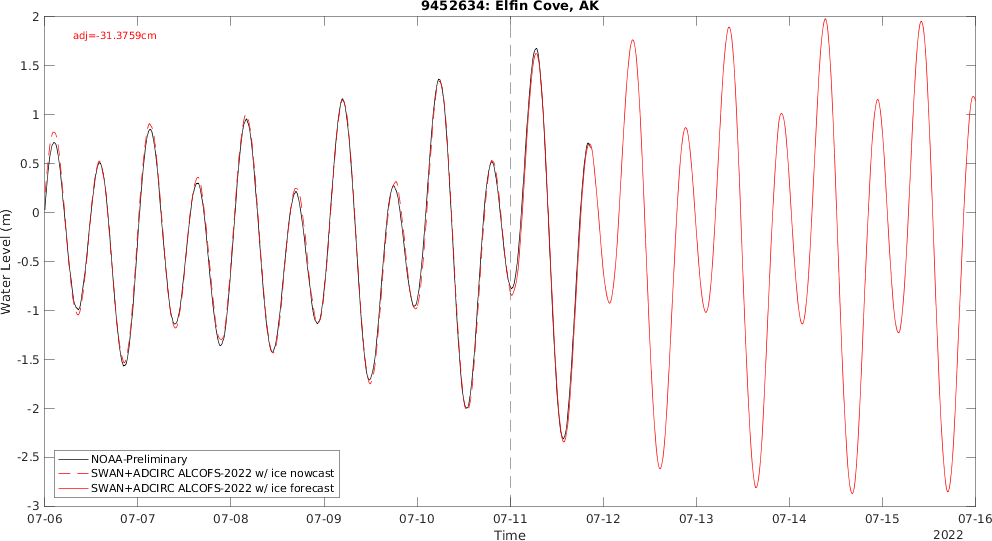 9452634: Elfin Cove, AK
adj=-31.3759cm
Water Level (m)
2
1.5
1
0.5
0
-0.5
-1
-1.5
-2
-2.5
-3
NOAA-Preliminary
SWAN+ADCIRC ALCOFS-2022 w/ ice nowcast
SWAN+ADCIRC ALCOFS-2022 w/ ice forecast
07-06 07-07 07-08 07-09 07-10 07-11 07-12 07-13 07-14 07-15 07-16
Time
2022